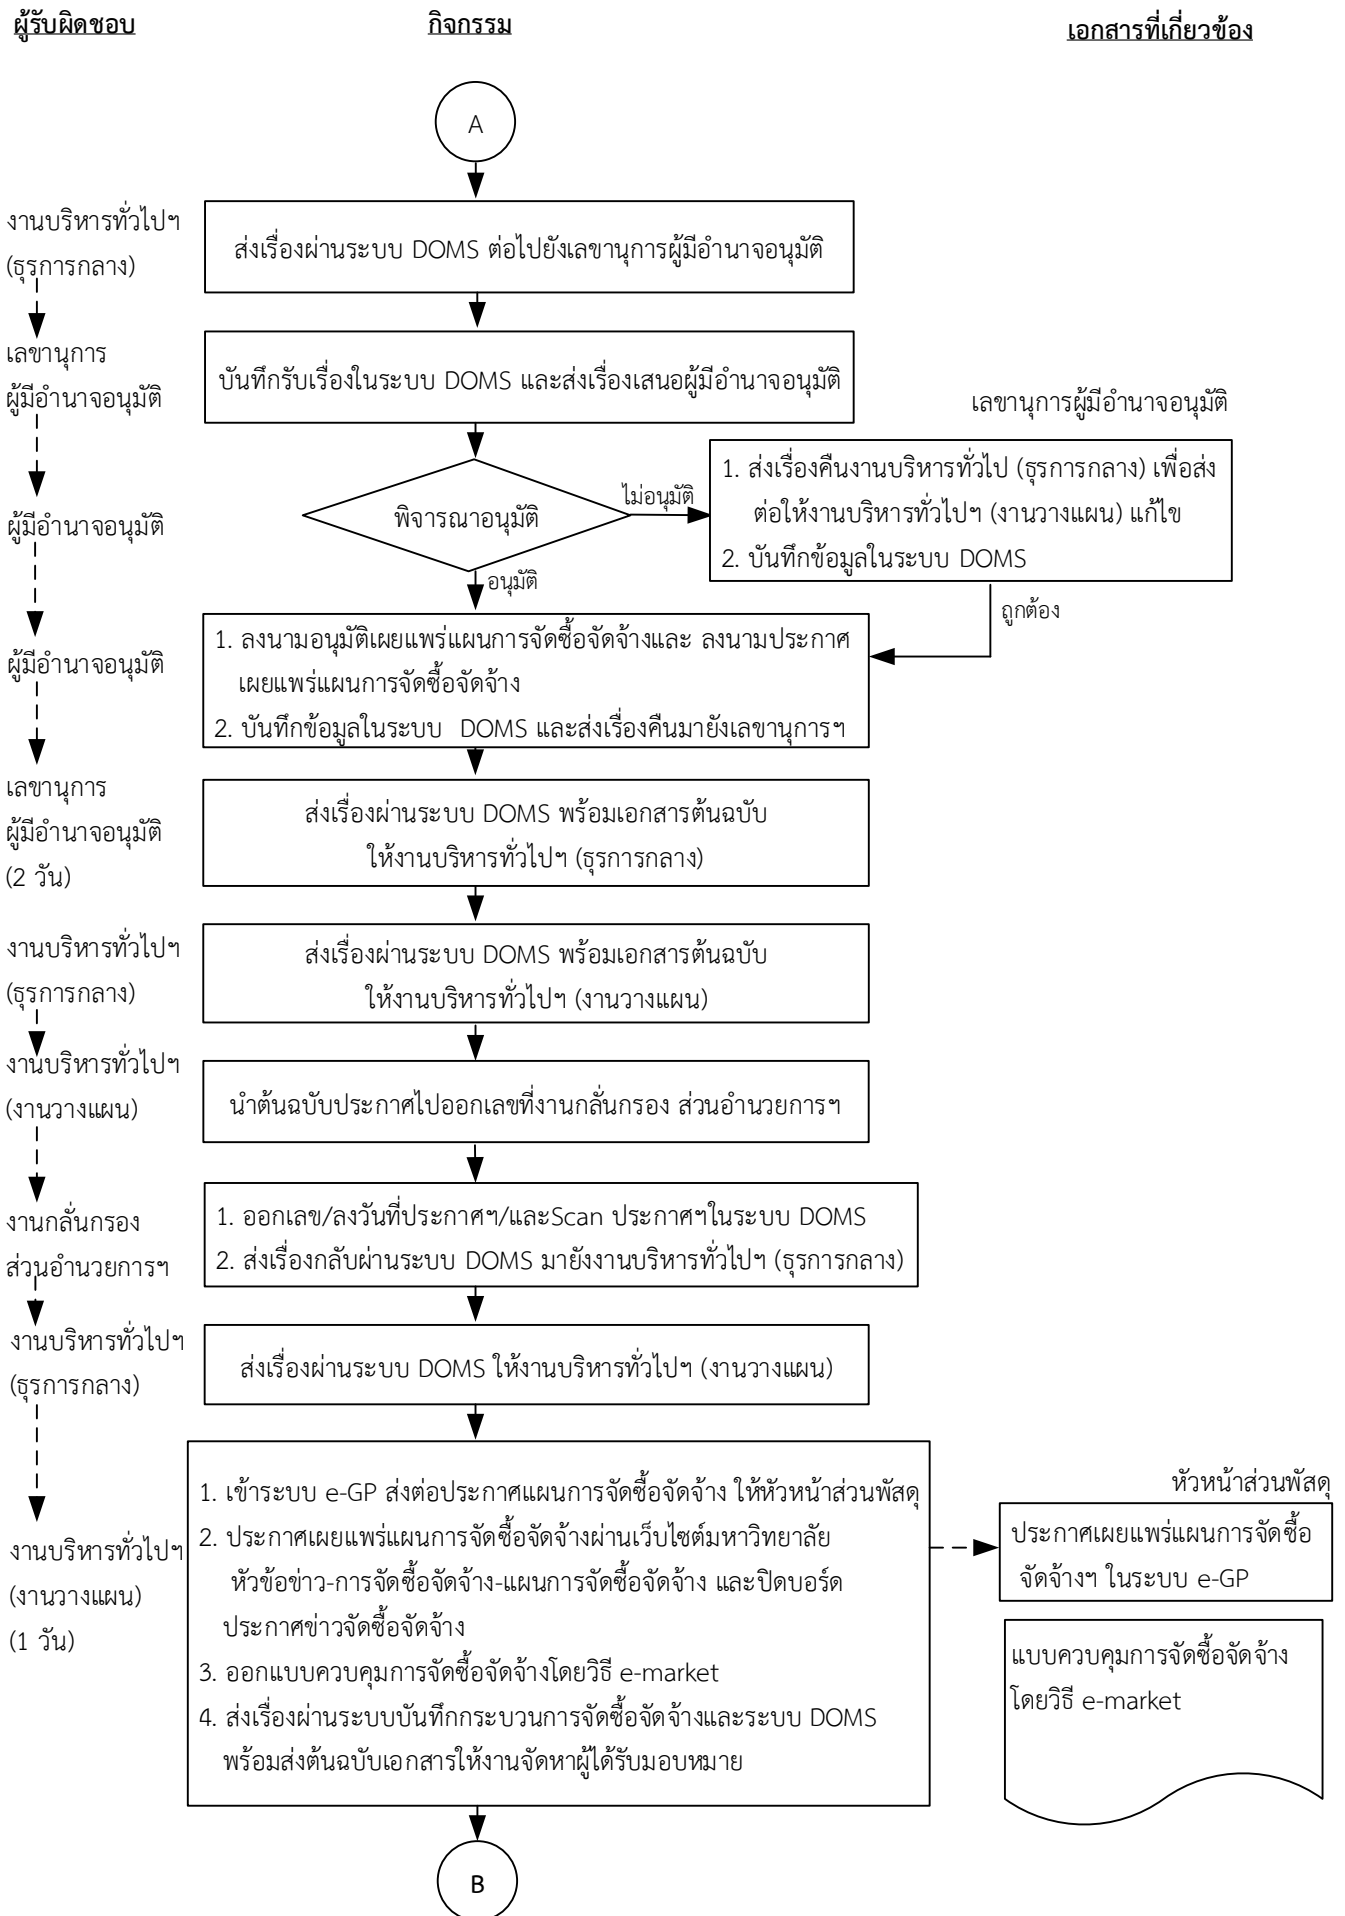 ผู้รับผิดชอบ
กิจกรรม
เอกสารที่เกี่ยวข้อง
A
งานบริหารทั่วไปฯ
(ธุรการกลาง)
ส่งเรื่องผ่านระบบ DOMS ต่อไปยังเลขานุการผู้มีอำนาจอนุมัติ
เลขานุการ
ผู้มีอำนาจอนุมัติ
บันทึกรับเรื่องในระบบ DOMS และส่งเรื่องเสนอผู้มีอำนาจอนุมัติ
เลขานุการผู้มีอำนาจอนุมัติ
ผู้มีอำนาจอนุมัติ
พิจารณาอนุมัติ
ไม่อนุมัติ
1. ส่งเรื่องคืนงานบริหารทั่วไป (ธุรการกลาง) เพื่อส่ง
ต่อให้งานบริหารทั่วไปฯ (งานวางแผน) แก้ไข
2. บันทึกข้อมูลในระบบ DOMS
อนุมัติ
ถูกต้อง
ผู้มีอำนาจอนุมัติ
1. ลงนามอนุมัติเผยแพร่แผนการจัดซื้อจัดจ้างและ ลงนามประกาศ
เผยแพร่แผนการจัดซื้อจัดจ้าง
2. บันทึกข้อมูลในระบบ DOMS และส่งเรื่องคืนมายังเลขานุการฯ
เลขานุการ
ผู้มีอำนาจอนุมัติ
(2 วัน)
ส่งเรื่องผ่านระบบ DOMS พร้อมเอกสารต้นฉบับ
ให้งานบริหารทั่วไปฯ (ธุรการกลาง)
งานบริหารทั่วไปฯ
(ธุรการกลาง)
ส่งเรื่องผ่านระบบ DOMS พร้อมเอกสารต้นฉบับ
ให้งานบริหารทั่วไปฯ (งานวางแผน)
งานบริหารทั่วไปฯ
(งานวางแผน)
นำต้นฉบับประกาศไปออกเลขที่งานกลั่นกรอง ส่วนอำนวยการฯ
งานกลั่นกรอง
ส่วนอำนวยการฯ
1. ออกเลข/ลงวันที่ประกาศฯ/และScan ประกาศฯในระบบ DOMS
2. ส่งเรื่องกลับผ่านระบบ DOMS มายังงานบริหารทั่วไปฯ (ธุรการกลาง)
งานบริหารทั่วไปฯ
(ธุรการกลาง)
ส่งเรื่องผ่านระบบ DOMS ให้งานบริหารทั่วไปฯ (งานวางแผน)
งานบริหารทั่วไปฯ
(งานวางแผน)
(1 วัน)
1. เข้าระบบ e-GP ส่งต่อประกาศแผนการจัดซื้อจัดจ้าง ให้หัวหน้าส่วนพัสดุ
2. ประกาศเผยแพร่แผนการจัดซื้อจัดจ้างผ่านเว็บไซต์มหาวิทยาลัย
หัวข้อข่าว-การจัดซื้อจัดจ้าง-แผนการจัดซื้อจัดจ้าง และปิดบอร์ด
ประกาศข่าวจัดซื้อจัดจ้าง
3. ออกแบบควบคุมการจัดซื้อจัดจ้างโดยวิธี e-market
4. ส่งเรื่องผ่านระบบบันทึกกระบวนการจัดซื้อจัดจ้างและระบบ DOMS
พร้อมส่งต้นฉบับเอกสารให้งานจัดหาผู้ได้รับมอบหมาย
หัวหน้าส่วนพัสดุ
ประกาศเผยแพร่แผนการจัดซื้อ
จัดจ้างฯ ในระบบ e-GP
แบบควบคุมการจัดซื้อจัดจ้าง
โดยวิธี e-market
B